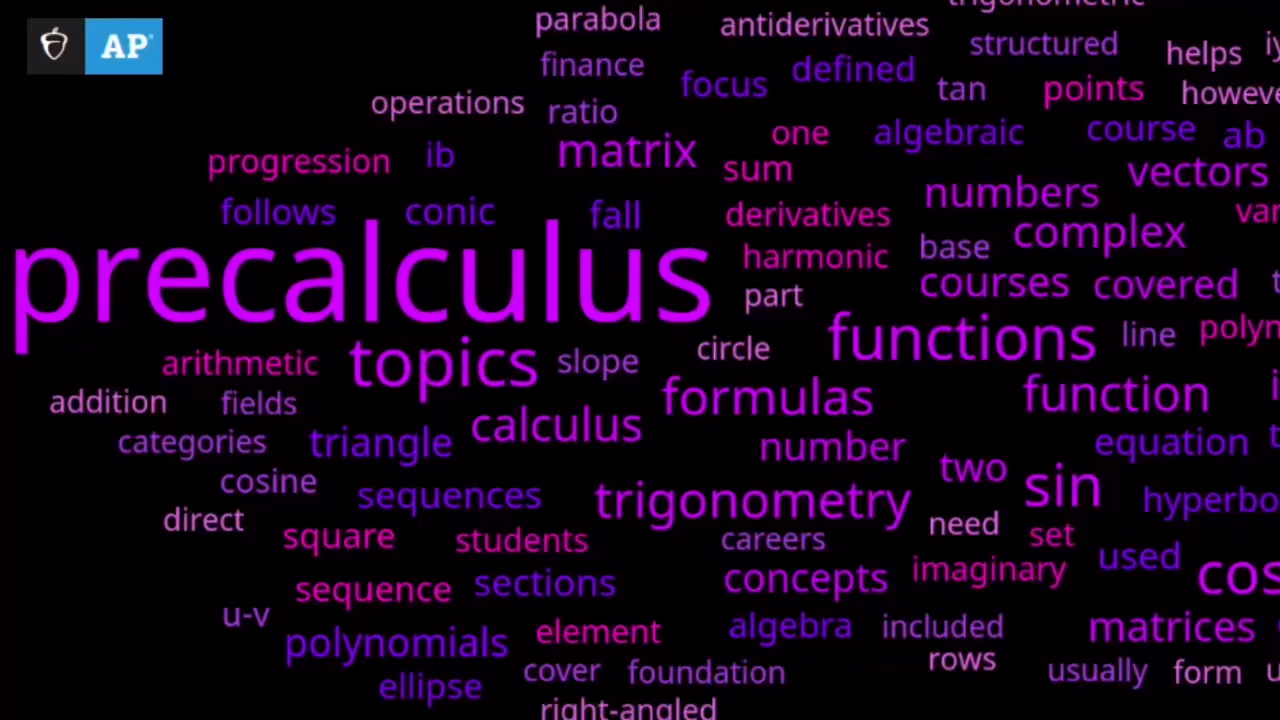 AP
parabola antiderivatives
structured helps
finance focus defined
operations ratio tan points
one algebraic course ab
progression ib matrix sum vectors
numbers
follows conic fall derivatives complex
precalculus harmonic base
part courses covered
arithmetic topics slope circle functions line
addition fields formulas function
categories triangle calculus number equation
cosine sequences trigonometry two sin
direct square students careers need set
sequence sections concepts imaginary used
u-v polynomials element algebra included matrices
ellipse cover foundation rows usually form
right-angled